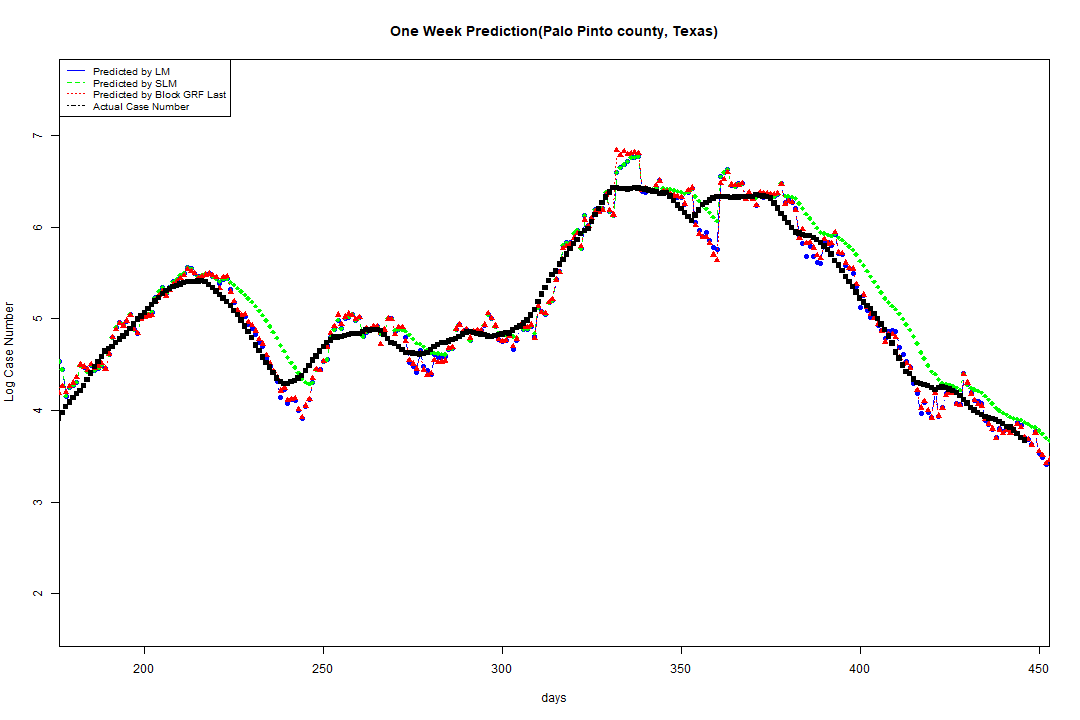 One Week Prediction(Palo Pinto county, Texas)
Predicted by LM
Predicted by SLM
Predicted by Block GRF Last
Actual Case Number
7
6
5
4
3
2
Log Case Number
200 250 300 350 400 450
days